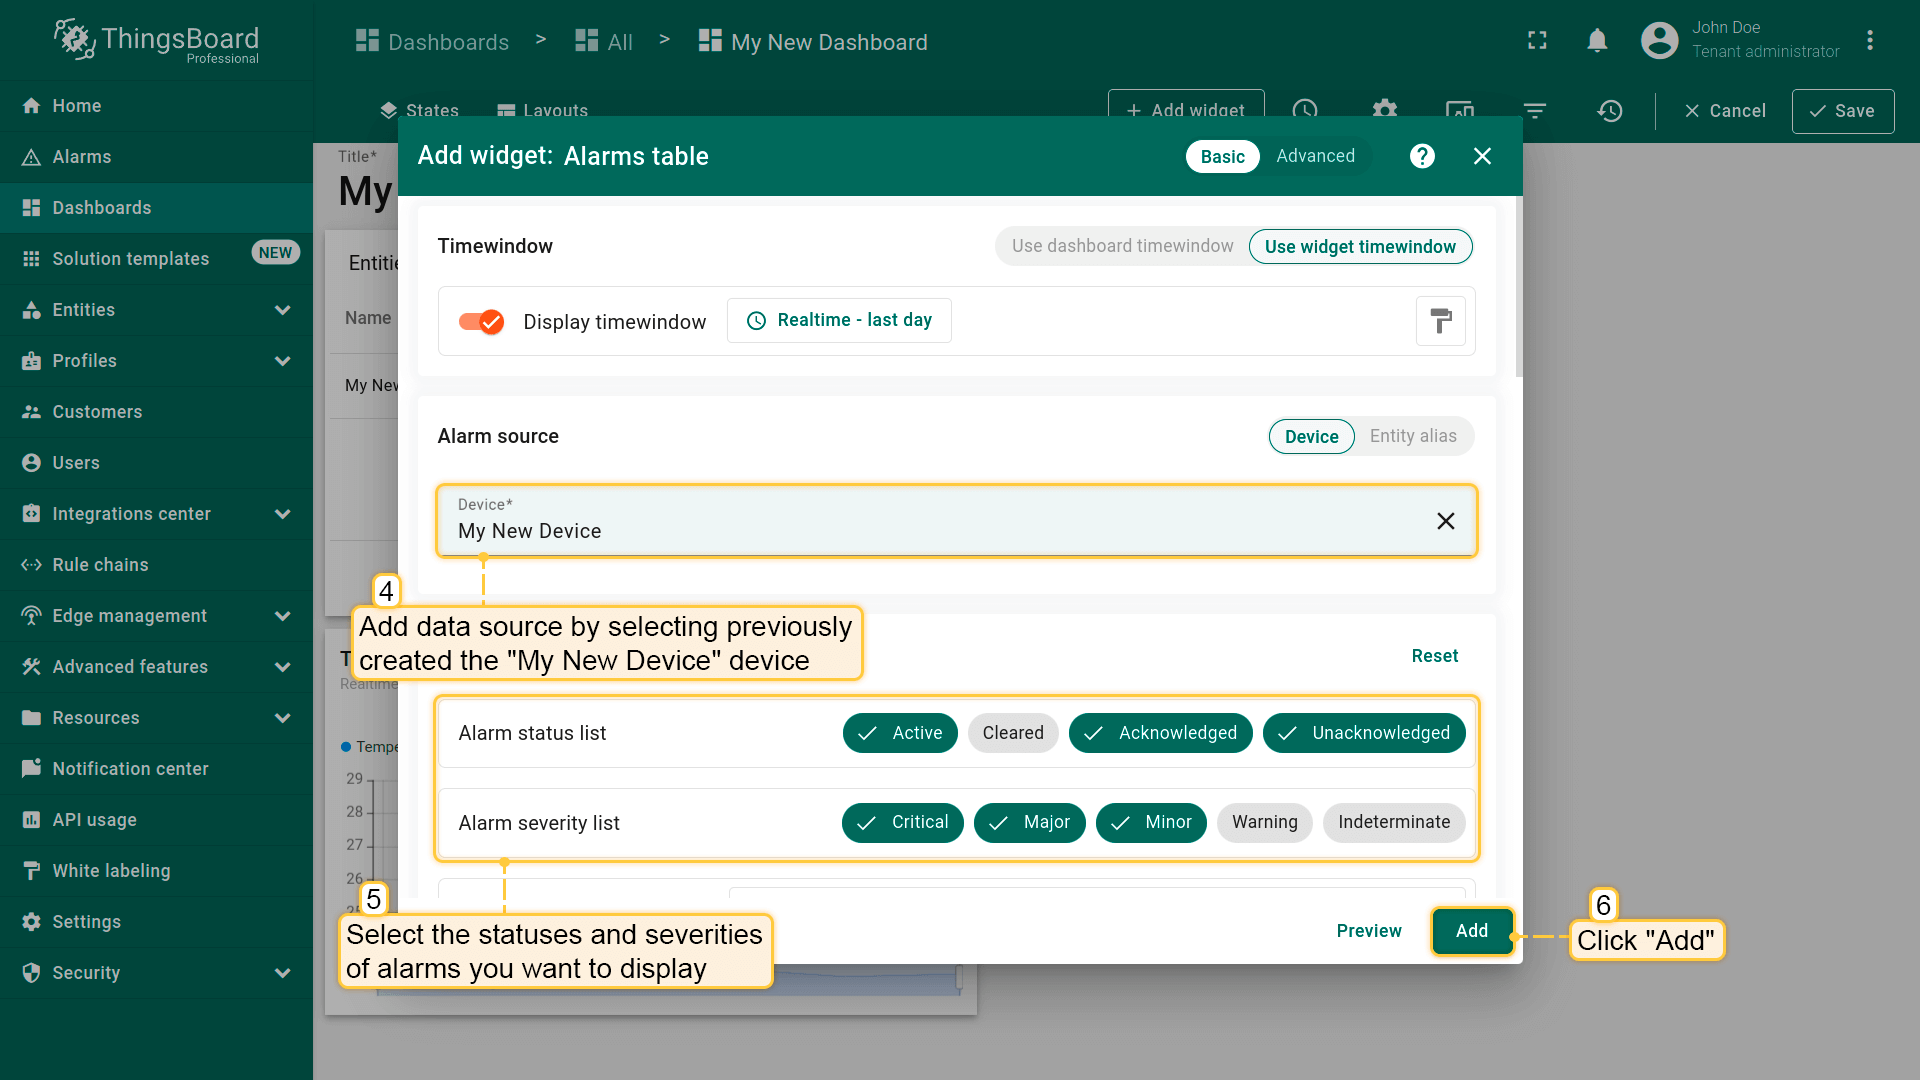 ThingsBoard
Professional
Dashboards > All > My New Dashboard
John Doe
Tenant administrator
Home
Alarms
Dashboards
Solution templates NEW
Entities
Profiles
Customers
Users
Integrations center
Rule chains
Edge management
Advanced features
Resources
Notification center
API usage
White labeling
Settings
Security
States Layouts + Add widget Cancel Save
Title*
My
Entitie
Name
My New
T
Realtime
Tempe
29
28
27
26
Add widget: Alarms table Basic Advanced ?
Timewindow Use dashboard timewindow Use widget timewindow
Display timewindow Realtime - last day
Alarm source Device Entity alias
Device*
My New Device
4
Add data source by selecting previously
created the "My New Device" device
Reset
Alarm status list Active Cleared Acknowledged Unacknowledged
Alarm severity list Critical Major Minor Warning Indeterminate
5
Select the statuses and severities
of alarms you want to display
Preview Add
6
Click "Add"